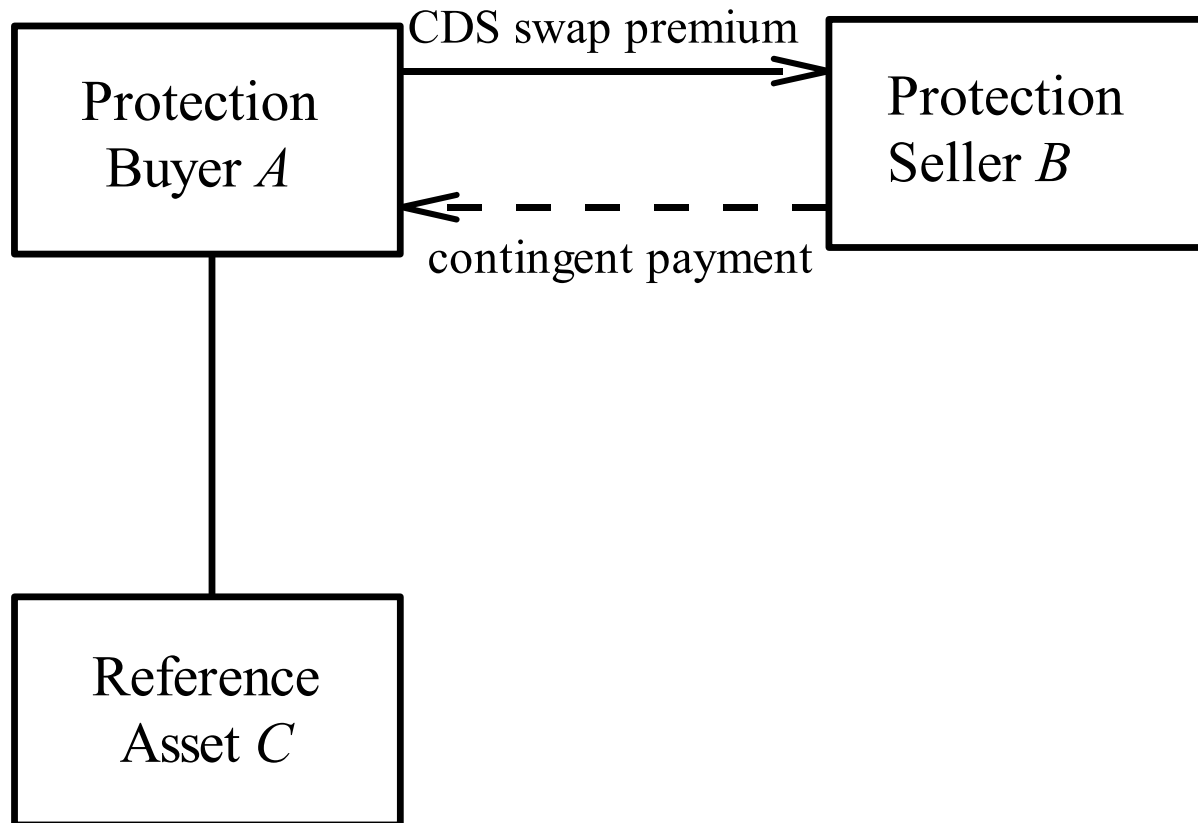 CDS swap premium
Protection
Buyer A
Protection
Seller B
contingent payment
Reference
Asset C